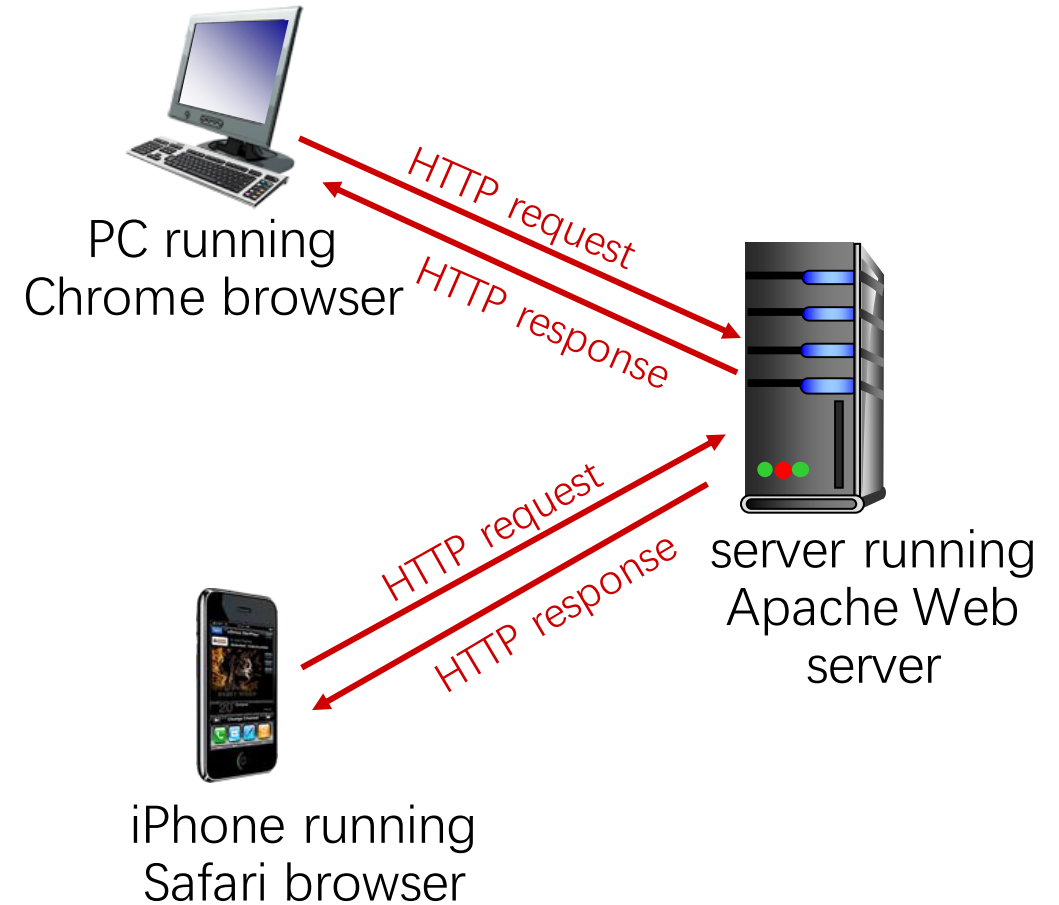 HTTP request
HTTP response
PC running
Chrome browser
HTTP request
HTTP response
server running
Apache Web
server
iPhone running
Safari browser